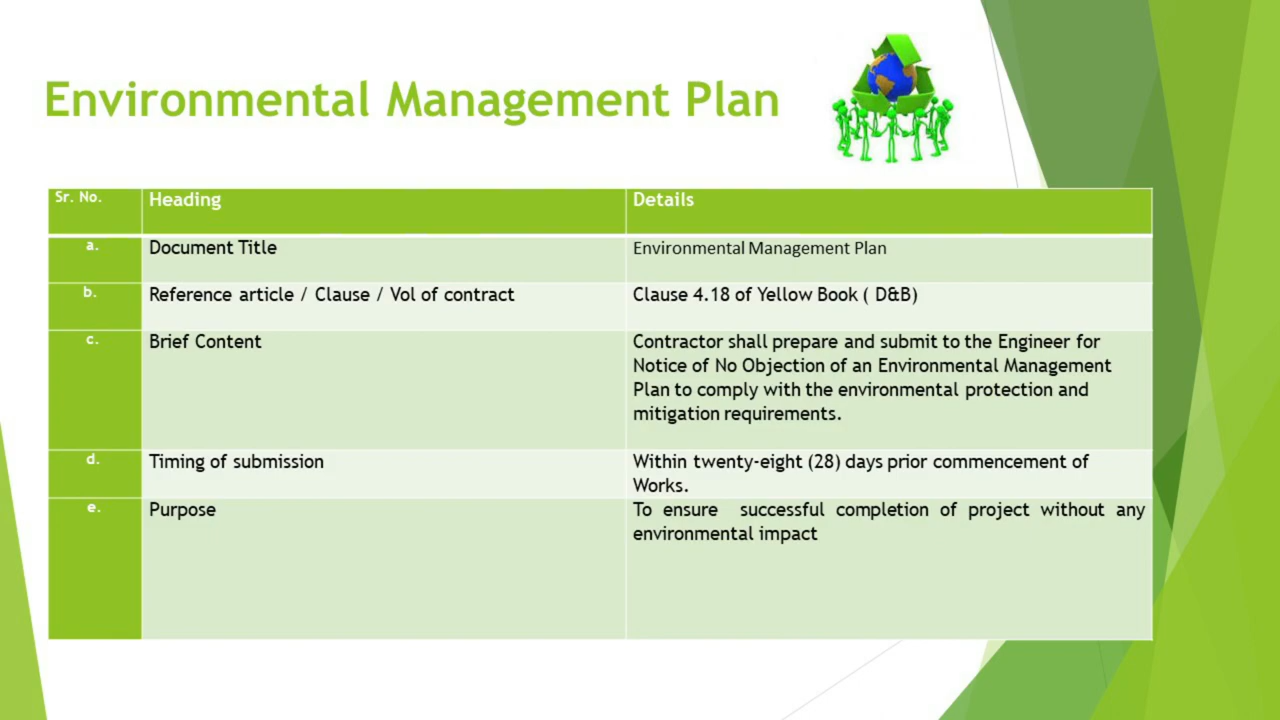 Environmental Management Plan
Sr. No. Heading Details
a. Document Title Environmental Management Plan
b. Reference article / Clause / Vol of contract Clause 4.18 of Yellow Book ( D&B)
c. Brief Content Contractor shall prepare and submit to the Engineer for
Notice of No Objection of an Environmental Management
Plan to comply with the environmental protection and
mitigation requirements.
d. Timing of submission Within twenty-eight (28) days prior commencement of
Works.
e. Purpose To ensure successful completion of project without any
environmental impact